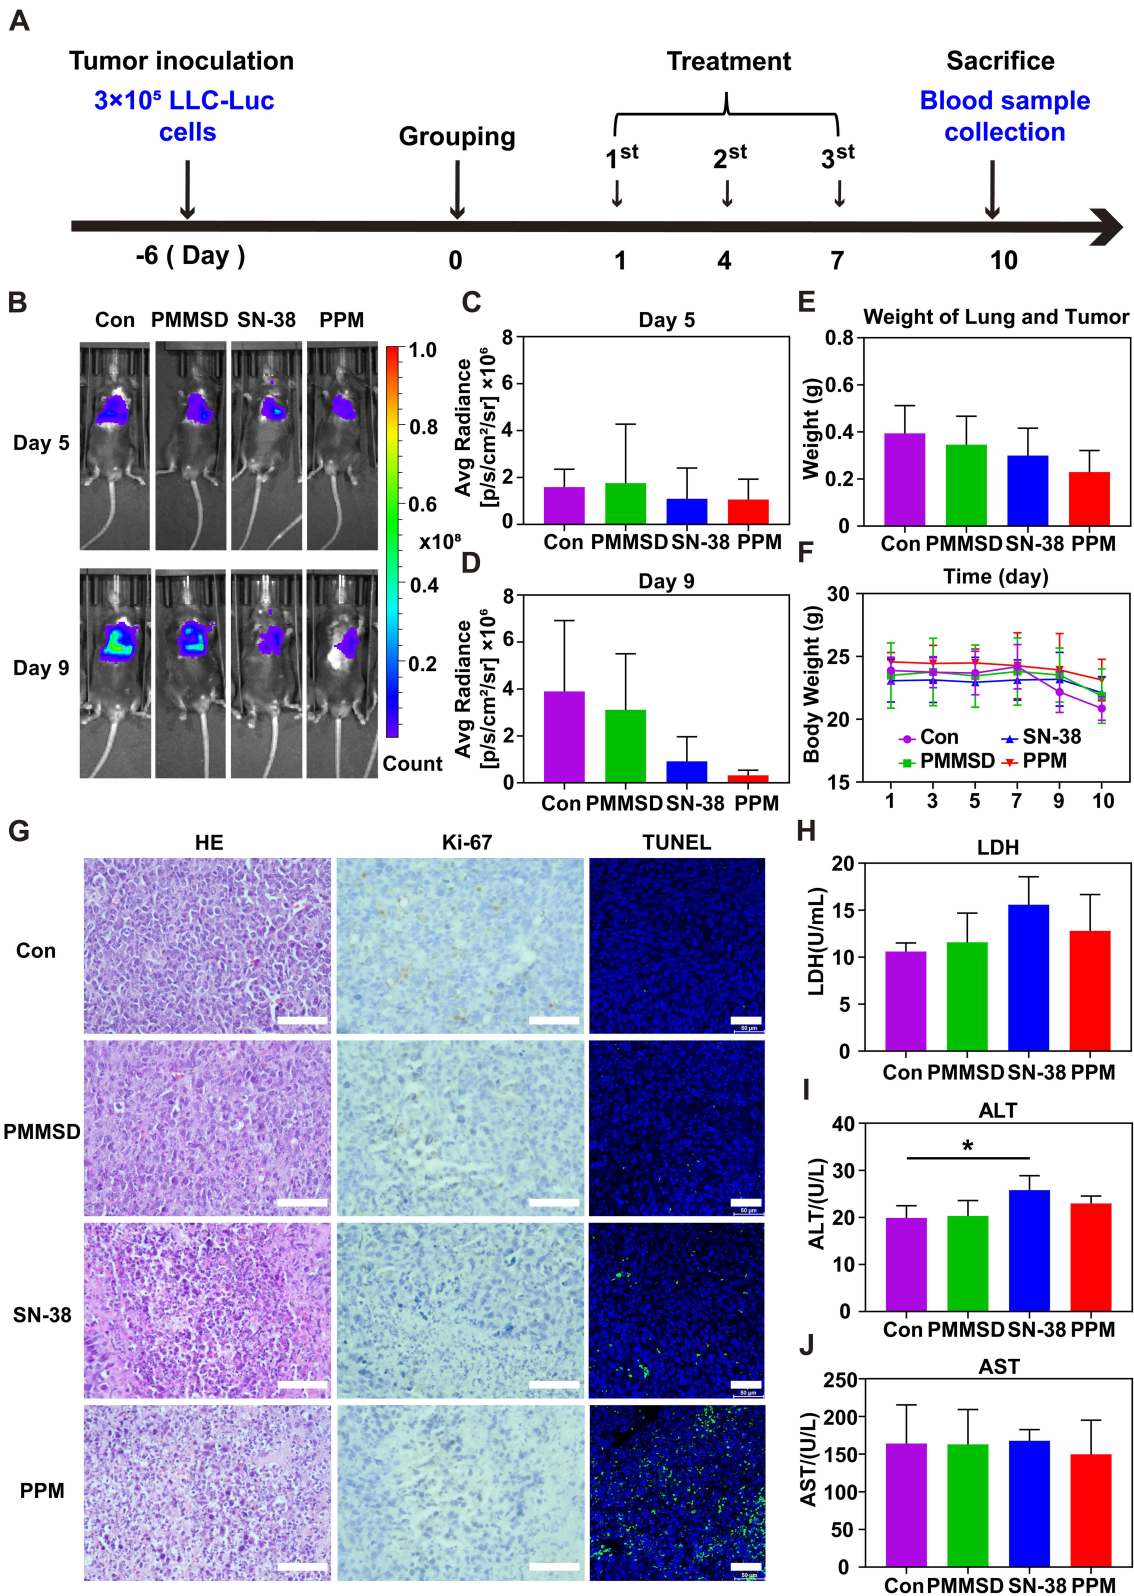 A
Tumor inoculation
3×10⁵ LLC-Luc
cells
Grouping
Treatment
1st
2st
3st
Sacrifice
Blood sample
collection
-6 ( Day )
0
1
4
7
10
B
Con PMMSD SN-38 PPM
Day 5
Day 9
1.0
0.8
0.6
x10⁸
0.4
0.2
Count
C
Day 5
Avg Radiance
[p/s/cm²/sr] ×10⁶
8
6
4
2
0
Con PMMSD SN-38 PPM
D
Day 9
Avg Radiance
[p/s/cm²/sr] ×10⁶
8
6
4
2
0
Con PMMSD SN-38 PPM
E
Weight of Lung and Tumor
Weight (g)
0.8
0.6
0.4
0.2
0
Con PMMSD SN-38 PPM
F
Time (day)
Body Weight (g)
30
25
20
15
Con
SN-38
PMMSD
PPM
1 3 5 7 9 10
G
HE Ki-67 TUNEL
Con
50 μm
PMMSD
50 μm
SN-38
50 μm
PPM
50 μm
H
LDH
LDH(U/mL)
20
15
10
5
0
Con PMMSD SN-38 PPM
I
ALT
ALT/(U/L)
40
30
20
10
0
*
Con PMMSD SN-38 PPM
J
AST
AST/(U/L)
250
200
150
100
50
0
Con PMMSD SN-38 PPM